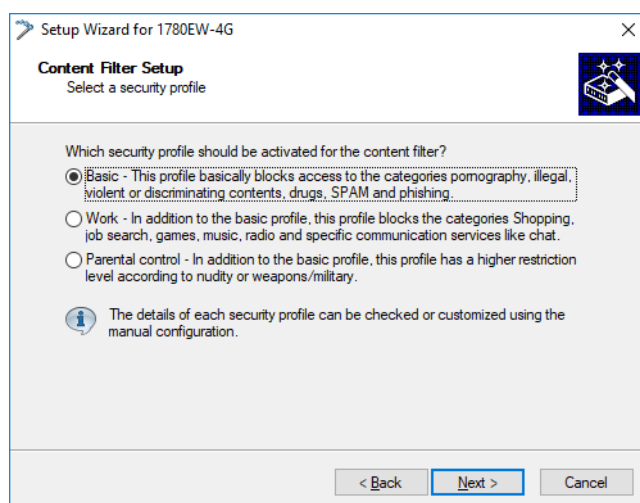 Setup Wizard for 1780EW-4G
Content Filter Setup
Select a security profile
Which security profile should be activated for the content filter?
Basic - This profile basically blocks access to the categories pornography, illegal,
violent or discriminating contents, drugs, SPAM and phishing.
Work - In addition to the basic profile, this profile blocks the categories Shopping,
job search, games, music, radio and specific communication services like chat.
Parental control - In addition to the basic profile, this profile has a higher restriction
level according to nudity or weapons/military.
The details of each security profile can be checked or customized using the
manual configuration.
< Back
Next >
Cancel